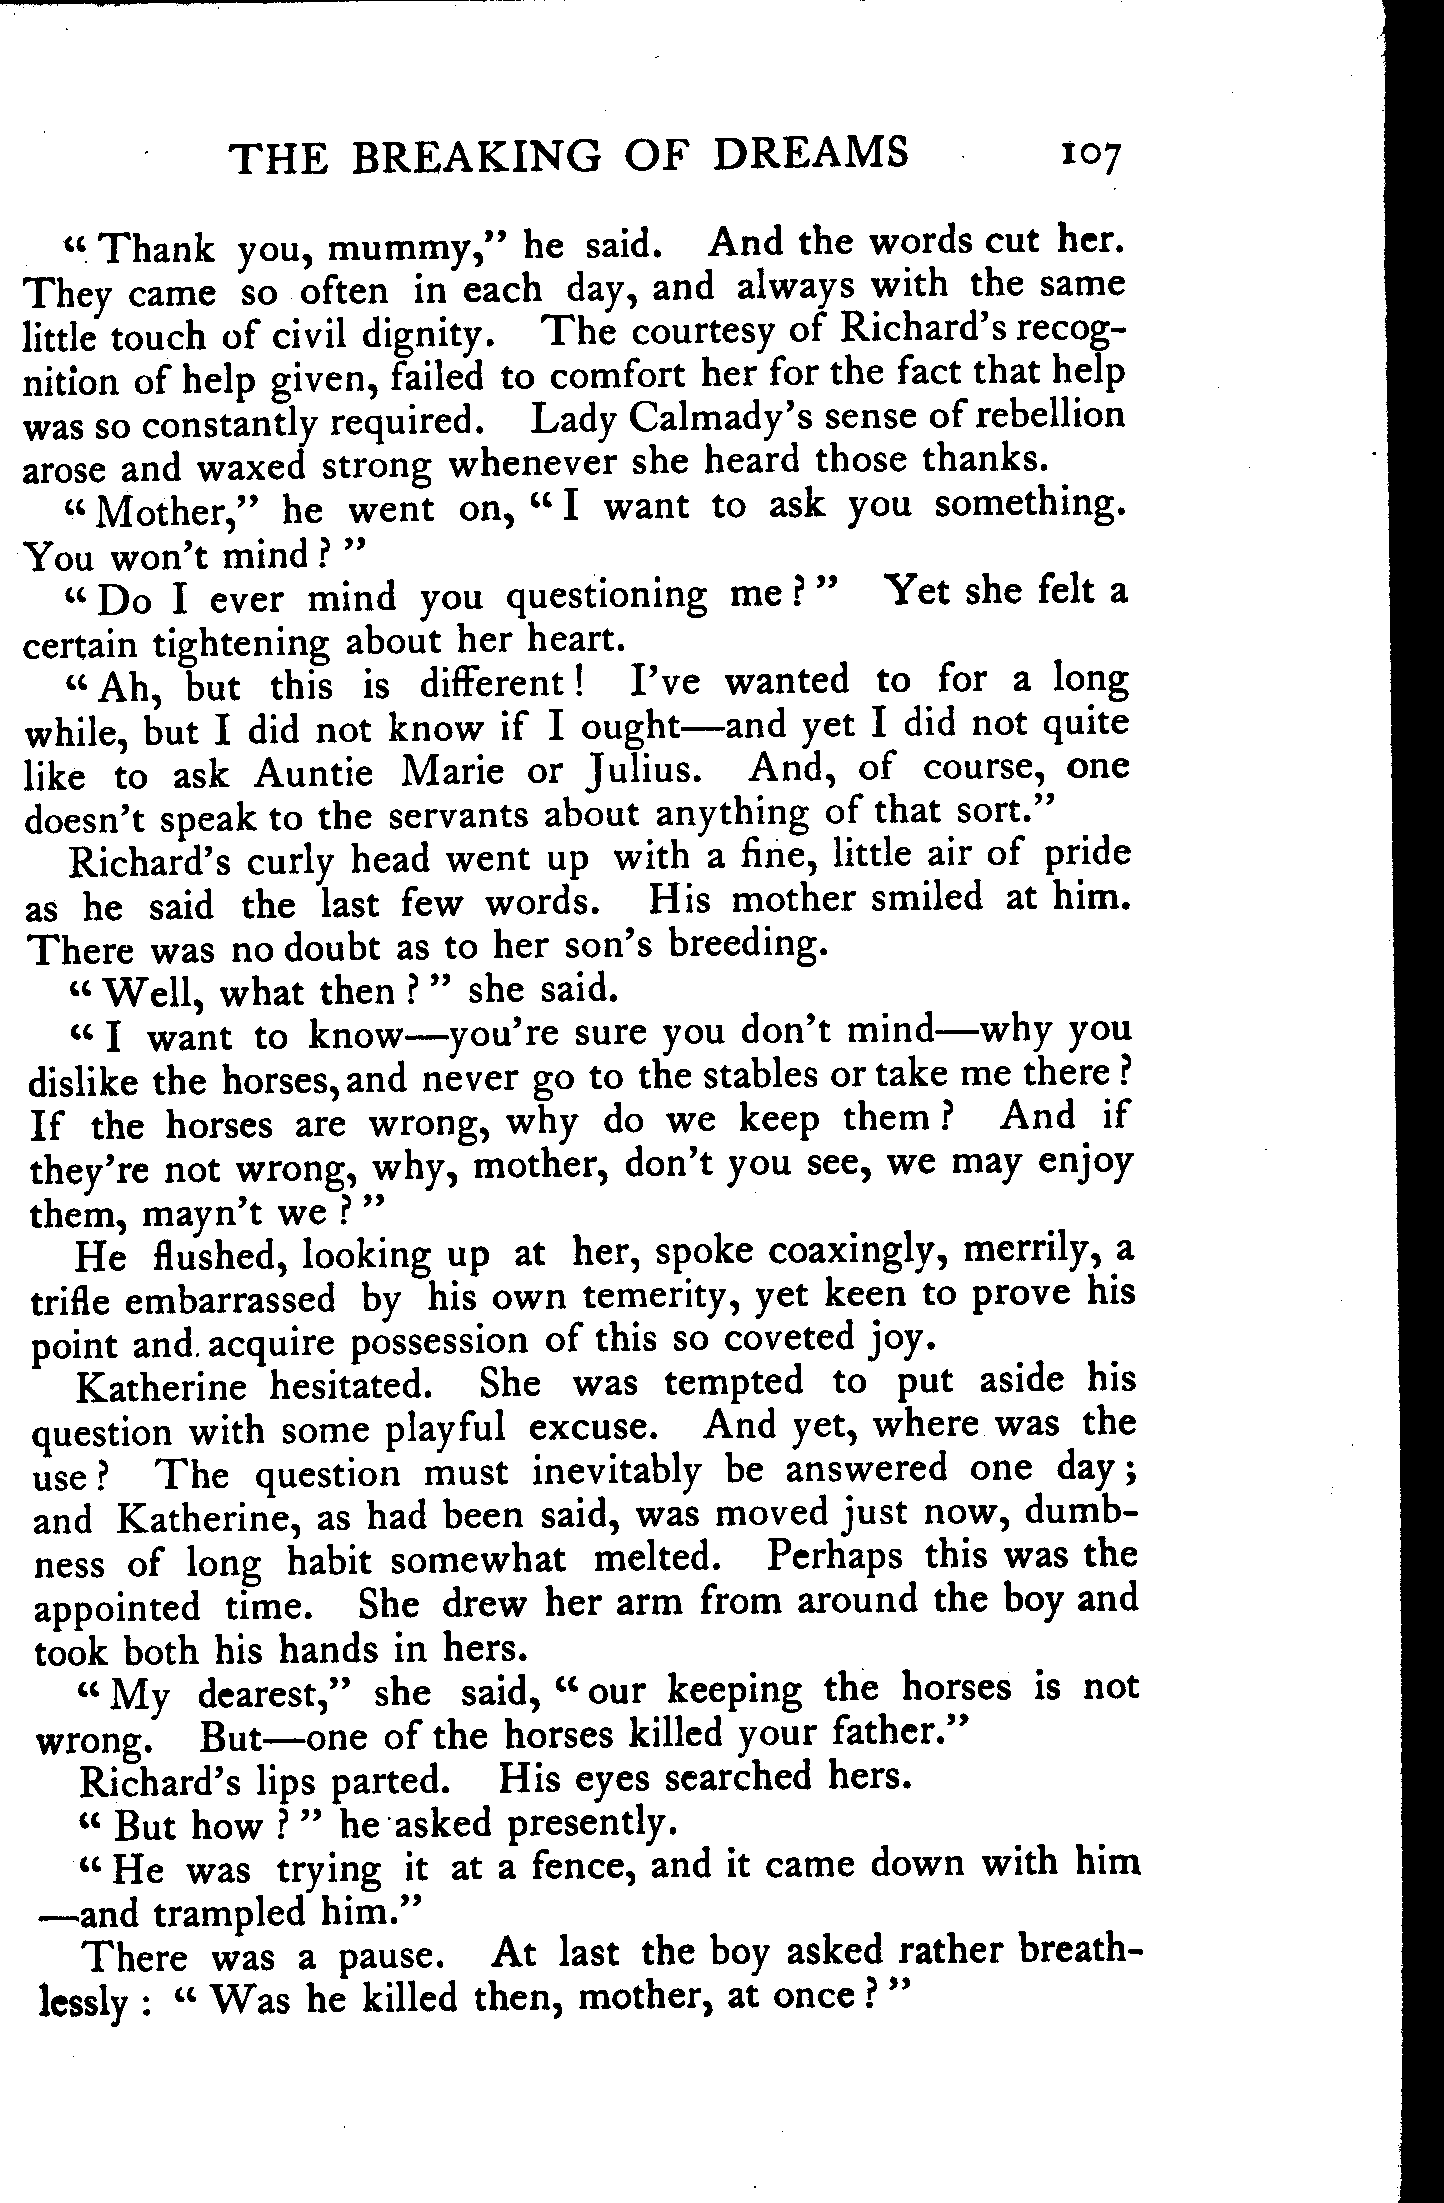 THE BREAKING OF DREAMS 107
"Thank you, mummy," he said. And the words cut her.
They came so often in each day, and always with the same
little touch of civil dignity. The courtesy of Richard's recog-
nition of help given, failed to comfort her for the fact that help
was so constantly required. Lady Calmady's sense of rebellion
arose and waxed strong whenever she heard those thanks.
"Mother," he went on, "I want to ask you something.
You won't mind?"
"Do I ever mind you questioning me?" Yet she felt a
certain tightening about her heart.
"Ah, but this is different! I've wanted to for a long
while, but I did not know if I ought—and yet I did not quite
like to ask Auntie Marie or Julius. And, of course, one
doesn't speak to the servants about anything of that sort."
Richard's curly head went up with a fine, little air of pride
as he said the last few words. His mother smiled at him.
There was no doubt as to her son's breeding.
"Well, what then?" she said.
"I want to know—you're sure you don't mind—why you
dislike the horses, and never go to the stables or take me there?
If the horses are wrong, why do we keep them? And if
they're not wrong, why, mother, don't you see, we may enjoy
them, mayn't we?"
He flushed, looking up at her, spoke coaxingly, merrily, a
trifle embarrassed by his own temerity, yet keen to prove his
point and acquire possession of this so coveted joy.
Katherine hesitated. She was tempted to put aside his
question with some playful excuse. And yet, where was the
use? The question must inevitably be answered one day;
and Katherine, as had been said, was moved just now, dumb-
ness of long habit somewhat melted. Perhaps this was the
appointed time. She drew her arm from around the boy and
took both his hands in hers.
"My dearest," she said, "our keeping the horses is not
wrong. But—one of the horses killed your father."
Richard's lips parted. His eyes searched hers.
"But how?" he asked presently.
"He was trying it at a fence, and it came down with him
—and trampled him."
There was a pause. At last the boy asked rather breath-
lessly: "Was he killed then, mother, at once?"